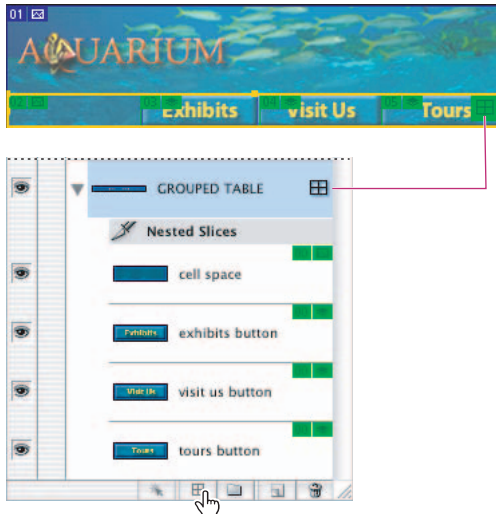 01
AQUARIUM
02 03 Exhibits 04 Visit Us 05 Tours
GROUPED TABLE
Nested Slices
cell space
Exhibits exhibits button
Visit Us visit us button
Tours tours button